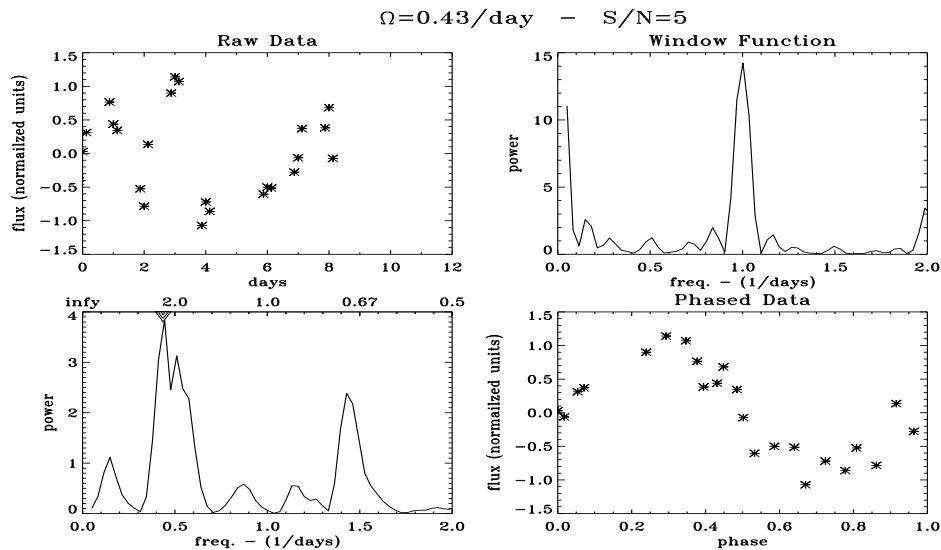 Ω=0.43/day – S/N=5
Raw Data
1.5
1.0
0.5
0.0
−0.5
−1.0
−1.5
flux (normailzed units)
0 2 4 6 8 10 12
days
Window Function
15
10
5
0
power
0.0 0.5 1.0 1.5 2.0
freq. − (1/days)
infy 2.0 1.0 0.67 0.5
4
3
2
1
0
power
0.0 0.5 1.0 1.5 2.0
freq. − (1/days)
Phased Data
1.5
1.0
0.5
0.0
−0.5
−1.0
−1.5
flux (normailzed units)
0.0 0.2 0.4 0.6 0.8 1.0
phase